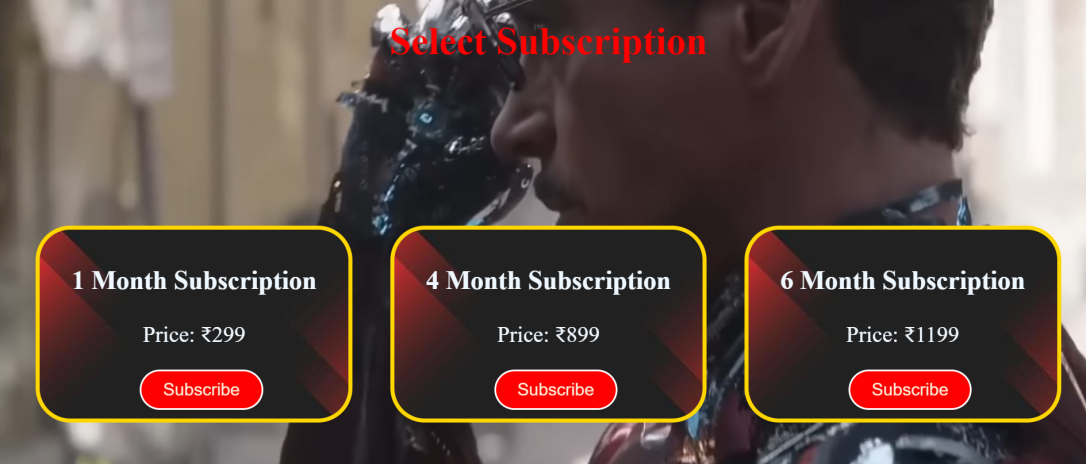 Select Subscription
1 Month Subscription
Price: ₹299
Subscribe
4 Month Subscription
Price: ₹899
Subscribe
6 Month Subscription
Price: ₹1199
Subscribe